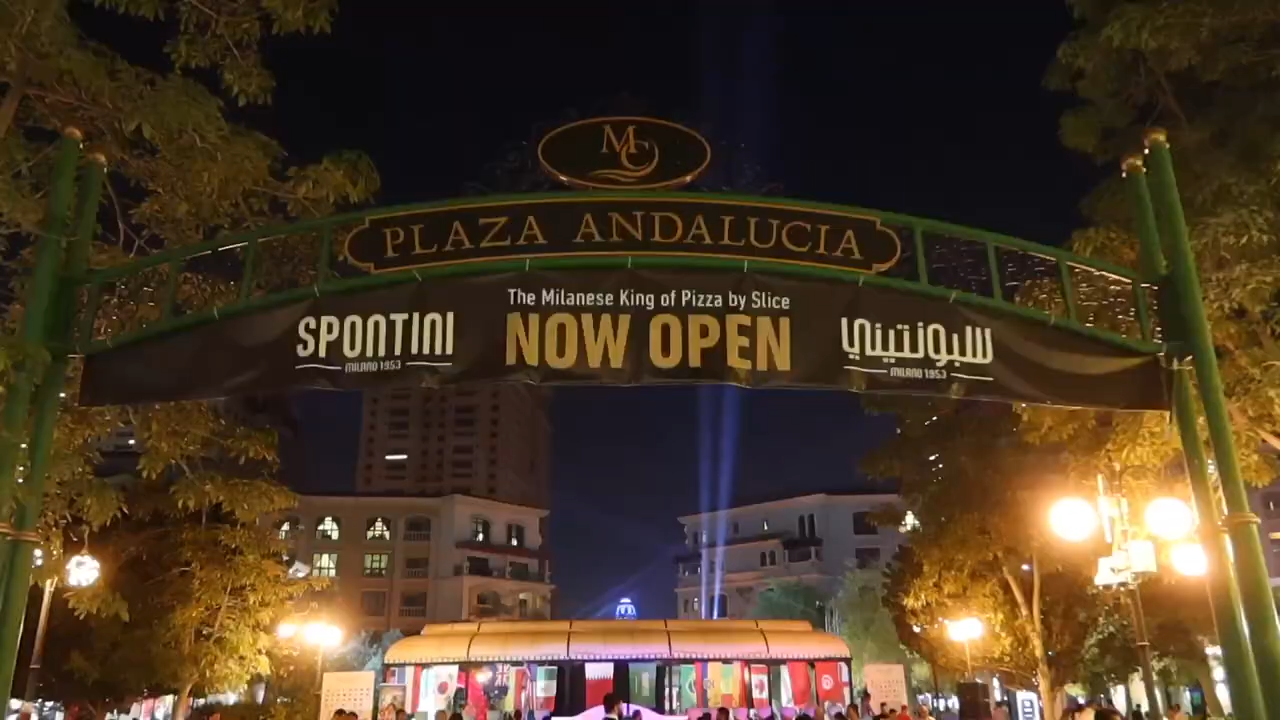 MC
PLAZA ANDALUCIA
The Milanese King of Pizza by Slice
SPONTINI
MILANO 1953
NOW OPEN
سبونتيني
MILANO 1953